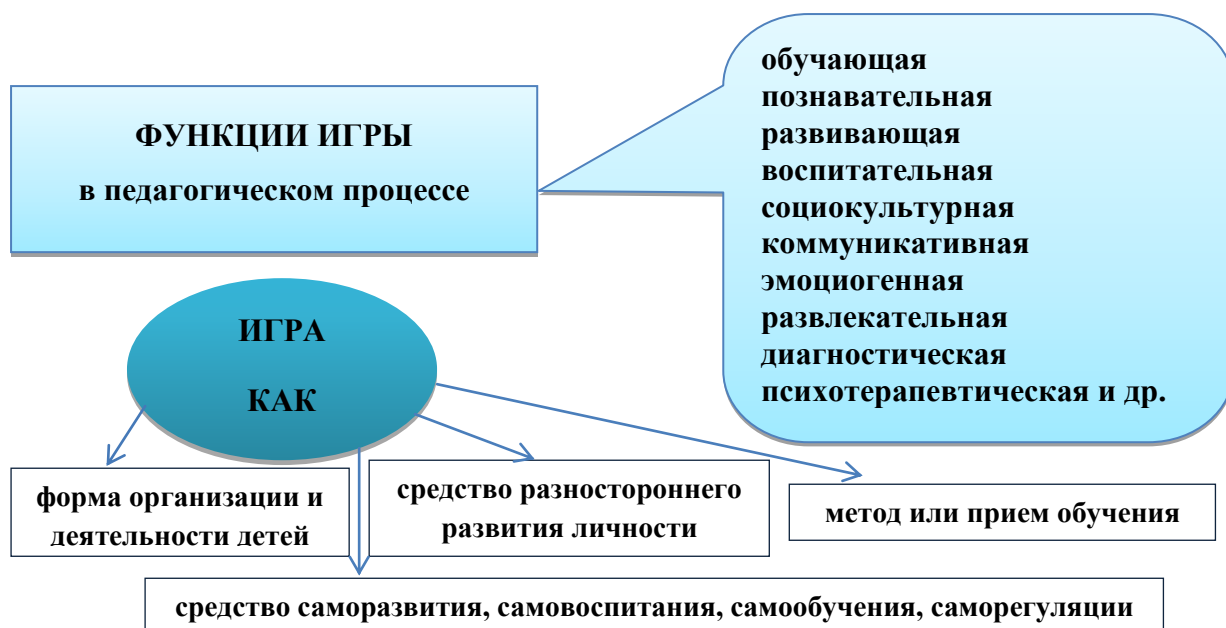 ФУНКЦИИ ИГРЫ
в педагогическом процессе
обучающая
познавательная
развивающая
воспитательная
социокультурная
коммуникативная
эмоциогенная
развлекательная
диагностическая
психотерапевтическая и др.
ИГРА
КАК
форма организации и
деятельности детей
средство разностороннего
развития личности
метод или прием обучения
средство саморазвития, самовоспитания, самообучения, саморегуляции